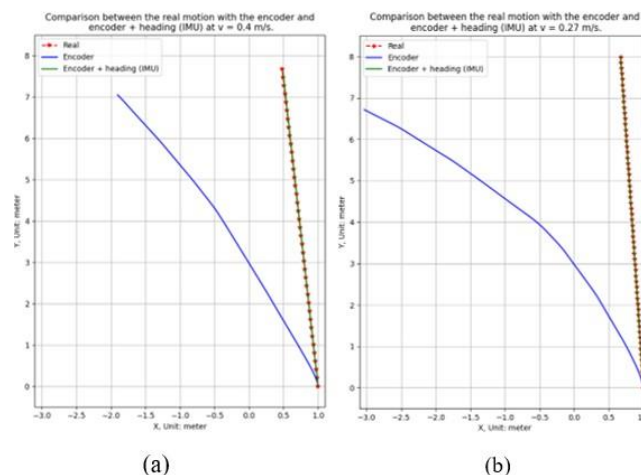 Comparison between the real motion with the encoder and
encoder + heading (IMU) at v = 0.4 m/s.
Real
Encoder
Encoder + heading (IMU)
Y, Unit: meter
8
7
6
5
4
3
2
1
0
-3.0 -2.5 -2.0 -1.5 -1.0 -0.5 0.0 0.5 1.0
X, Unit: meter
(a)
Comparison between the real motion with the encoder and
encoder + heading (IMU) at v = 0.27 m/s.
Real
Encoder
Encoder + heading (IMU)
Y, Unit: meter
8
7
6
5
4
3
2
1
0
-3.0 -2.5 -2.0 -1.5 -1.0 -0.5 0.0 0.5 1.0
X, Unit: meter
(b)